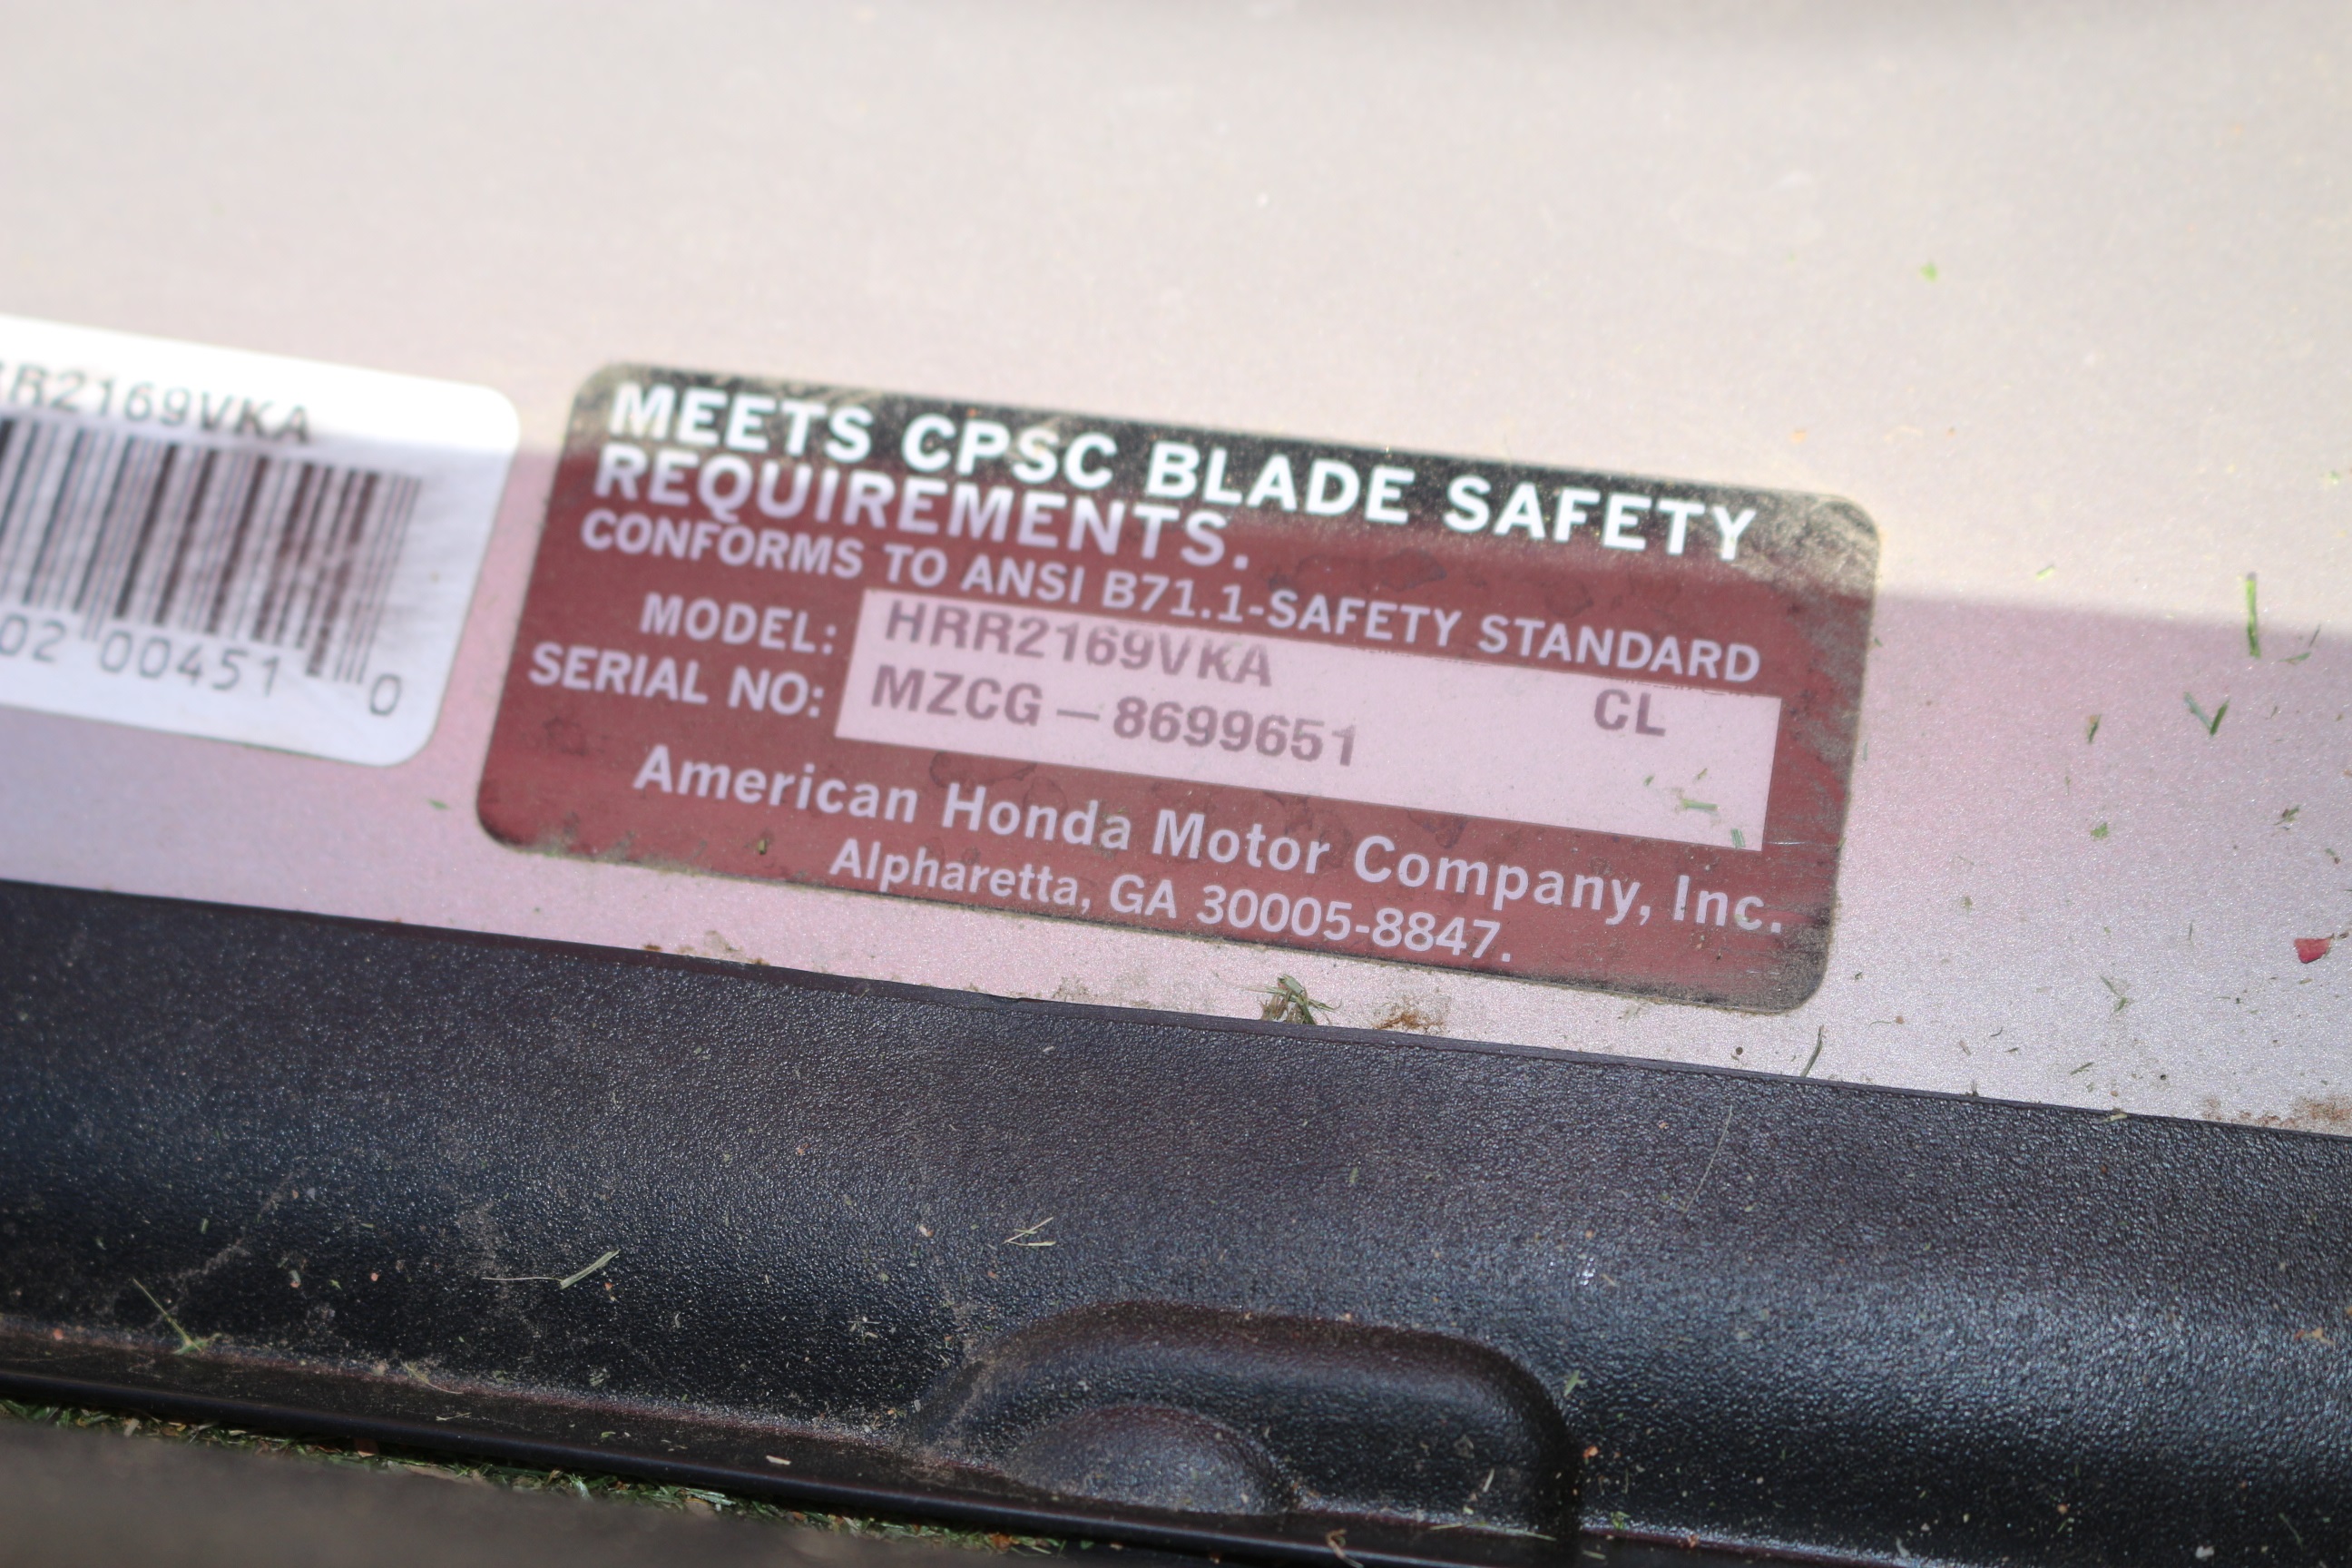 RR2169VKA
02 00451 0
MEETS CPSC BLADE SAFETY
REQUIREMENTS.
CONFORMS TO ANSI B71.1-SAFETY STANDARD
MODEL: HRR2169VKA CL
SERIAL NO: MZCG-8699651
American Honda Motor Company, Inc.
Alpharetta, GA 30005-8847.